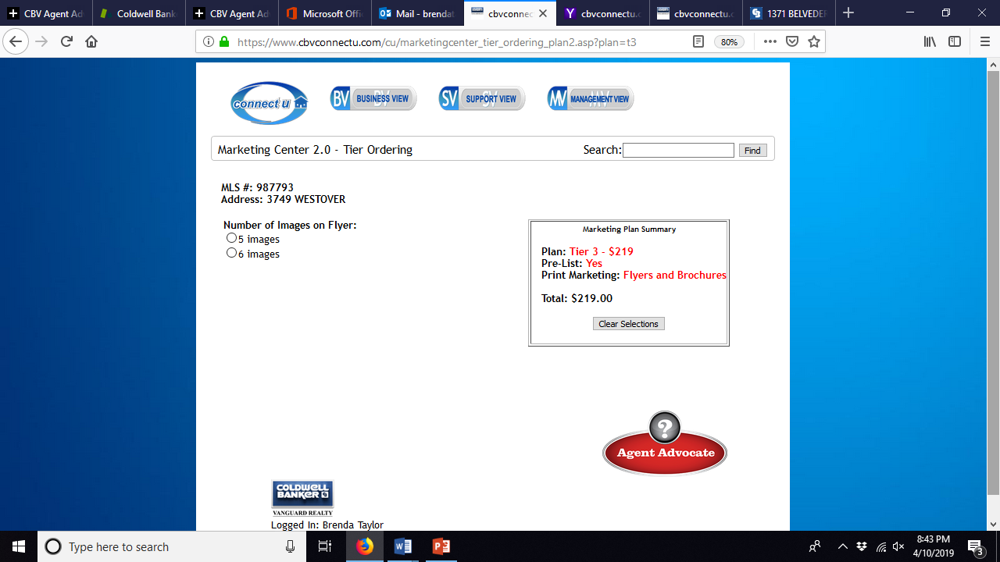 CBV Agent Ad
Coldwell Bank
CBV Agent Ad
Microsoft Offi
Mail - brendat
cbvconnec
cbvconnectu.c
cbvconnectu.c
1371 BELVEDER
https://www.cbvconnectu.com/cu/marketingcenter_tier_ordering_plan2.asp?plan=t3
80%
connect u
BV BUSINESS VIEW
SV SUPPORT VIEW
MV MANAGEMENT VIEW
Marketing Center 2.0 - Tier Ordering
Search:
Find
MLS #: 987793
Address: 3749 WESTOVER
Number of Images on Flyer:
5 images
6 images
Marketing Plan Summary
Plan: Tier 3 - $219
Pre-List: Yes
Print Marketing: Flyers and Brochures
Total: $219.00
Clear Selections
?
Agent Advocate
COLDWELL
BANKER
VANGUARD REALTY
Logged In: Brenda Taylor
Type here to search
8:43 PM
4/10/2019
3